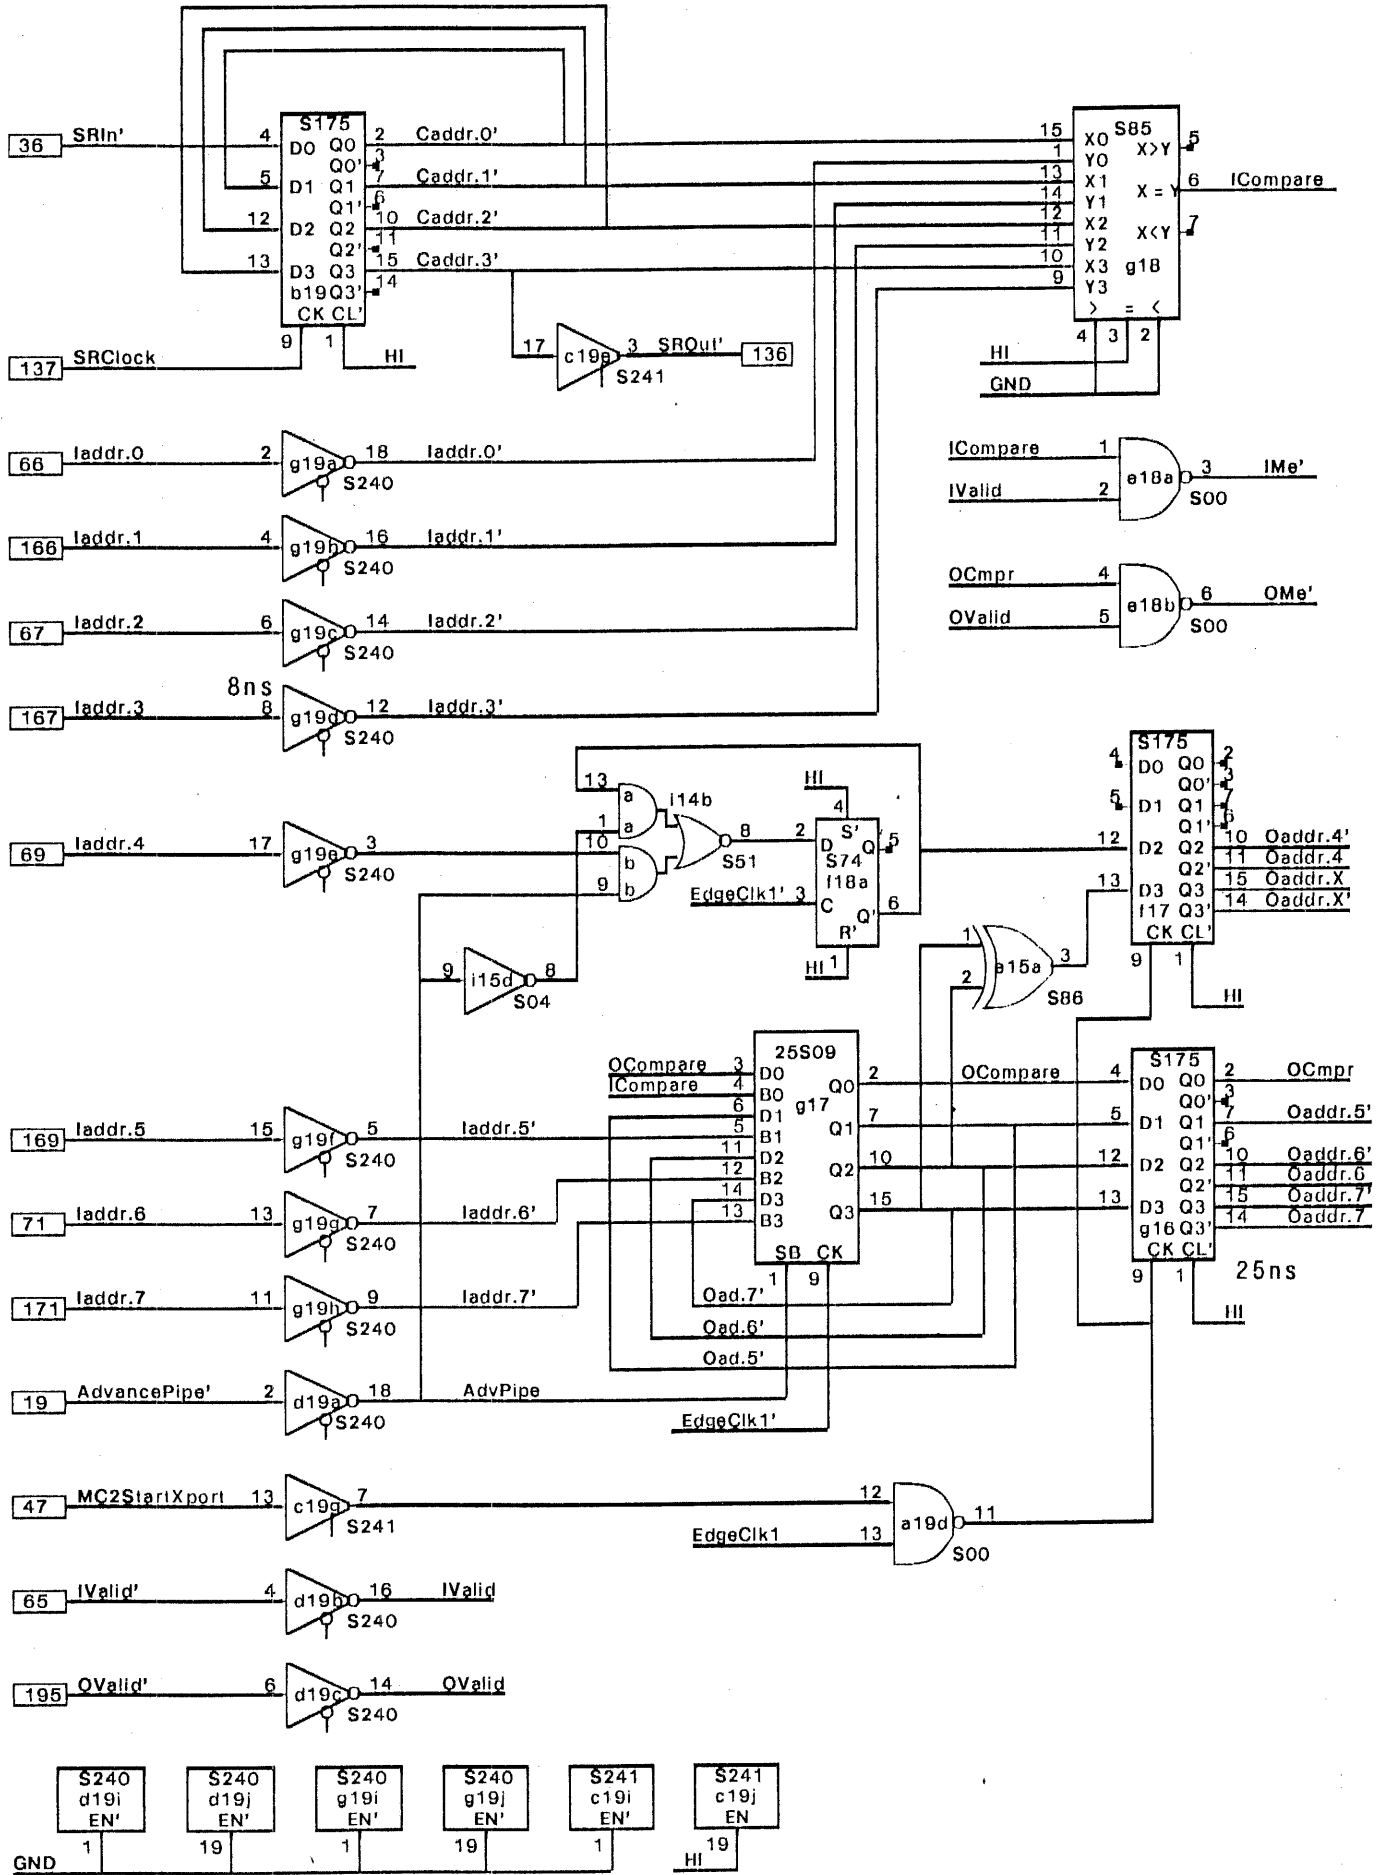 S175
36 SRIn' 4 D0 Q0 2 Caddr.0'
Q0' 3
5 D1 Q1 7 Caddr.1'
Q1' 6
12 D2 Q2 10 Caddr.2'
Q2' 11
13 D3 Q3 15 Caddr.3'
b19 Q3' 14
CK CL'
9 1
137 SRClock HI
17 c19e 3 SROut' 136
S241
S85
15 X0 X>Y 5
1 Y0
13 X1 X=Y 6 ICompare
14 Y1
12 X2 X<Y 7
11 Y2
10 X3 g18
9 Y3
> = <
4 3 2
HI
GND
66 Iaddr.0 2 g19a 18 Iaddr.0'
S240
166 Iaddr.1 4 g19b 16 Iaddr.1'
S240
67 Iaddr.2 6 g19c 14 Iaddr.2'
S240
8ns
167 Iaddr.3 8 g19d 12 Iaddr.3'
S240
ICompare 1 e18a 3 IMe'
IValid 2 S00
OCmpr 4 e18b 6 OMe'
OValid 5 S00
69 Iaddr.4 17 g19e 3
S240
13 a i14b
1 a
10 b 8
9 b S51
9 i15d 8
S04
HI
4
2 D S' Q 5
S74
f18a
EdgeClk1' 3 C Q' 6
R'
HI 1
S175
4 D0 Q0 2
Q0' 3
5 D1 Q1 7
Q1' 6
12 D2 Q2 10 Oaddr.4'
Q2' 11 Oaddr.4
13 D3 Q3 15 Oaddr.X
f17 Q3' 14 Oaddr.X'
CK CL'
9 1
HI
1 e15a 3
2 S86
25S09
OCompare 3 D0 Q0 2 OCompare
ICompare 4 B0 g17
6 D1 Q1 7
5 B1
11 D2 Q2 10
12 B2
14 D3 Q3 15
13 B3
SB CK
1 9
Oad.7'
Oad.6'
Oad.5'
EdgeClk1'
S175
4 D0 Q0 2 OCmpr
Q0' 3
5 D1 Q1 7 Oaddr.5'
Q1' 6
12 D2 Q2 10 Oaddr.6'
Q2' 11 Oaddr.6
13 D3 Q3 15 Oaddr.7'
g16 Q3' 14 Oaddr.7
CK CL'
9 1 25ns
HI
169 Iaddr.5 15 g19f 5 Iaddr.5'
S240
71 Iaddr.6 13 g19g 7 Iaddr.6'
S240
171 Iaddr.7 11 g19h 9 Iaddr.7'
S240
19 AdvancePipe' 2 d19a 18 AdvPipe
S240
47 MC2StartXport 13 c19g 7
S241
12 a19d 11
EdgeClk1 13 S00
65 IValid' 4 d19b 16 IValid
S240
195 OValid' 6 d19c 14 OValid
S240
S240 S240 S240 S240 S241 S241
d19i d19j g19i g19j c19i c19j
EN' EN' EN' EN' EN' EN
1 19 1 19 1 19
GND HI